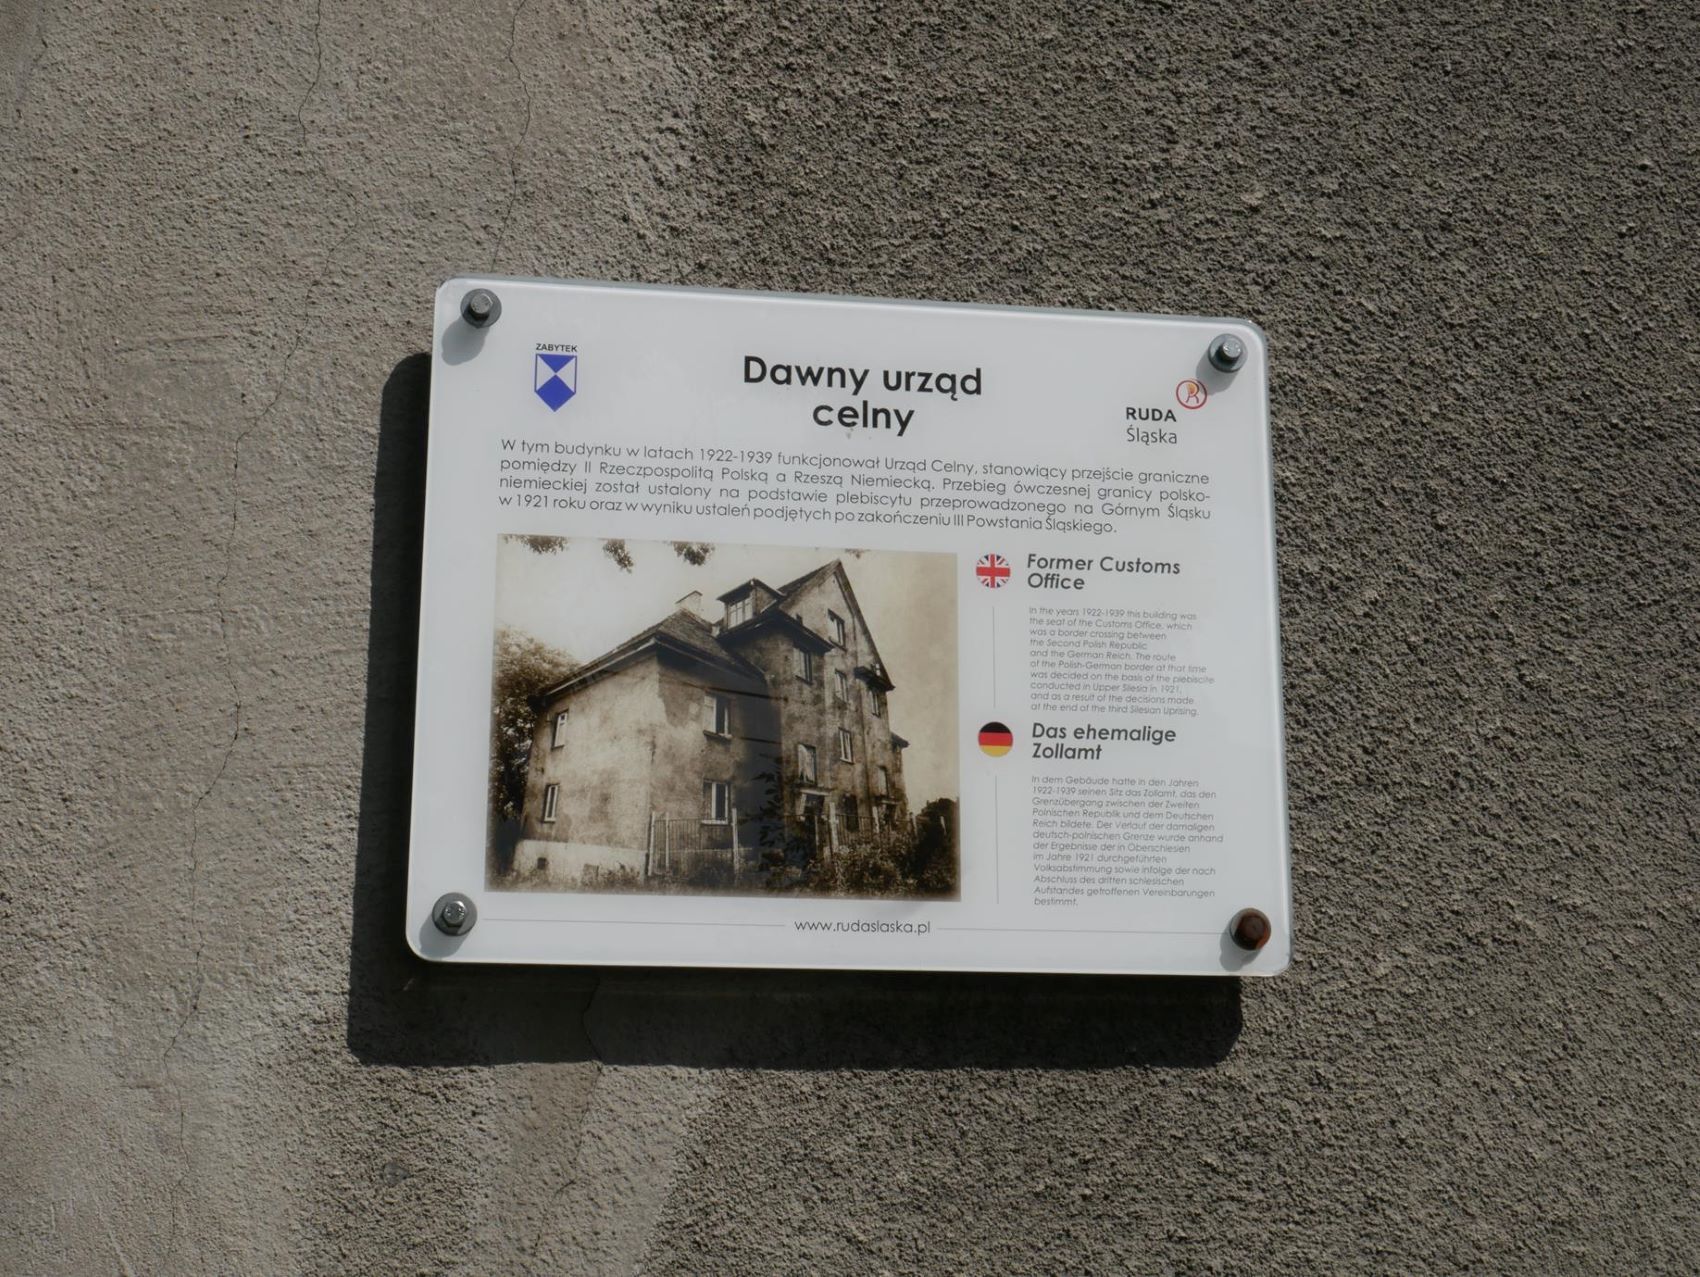 ZABYTEK
Dawny urząd
celny
RUDA
Śląska
W tym budynku w latach 1922-1939 funkcjonował Urząd Celny, stanowiący przejście graniczne
pomiędzy II Rzeczpospolitą Polską a Rzeszą Niemiecką. Przebieg ówczesnej granicy polsko-
niemieckiej został ustalony na podstawie plebiscytu przeprowadzonego na Górnym Śląsku
w 1921 roku oraz w wyniku ustaleń podjętych po zakończeniu III Powstania Śląskiego.
Former Customs
Office
In the years 1922-1939 this building was
the seat of the Customs Office, which
was a border crossing between
the Second Polish Republic
and the German Reich. The route
of the Polish-German border at that time
was decided on the basis of the plebiscite
conducted in Upper Silesia in 1921,
and as a result of the decisions made
at the end of the third Silesian Uprising.
Das ehemalige
Zollamt
In dem Gebäude hatte in den Jahren
1922-1939 seinen Sitz das Zollamt, das den
Grenzübergang zwischen der Zweiten
Polnischen Republik und dem Deutschen
Reich bildete. Der Verlauf der damaligen
deutsch-polnischen Grenze wurde anhand
der Ergebnisse der in Oberschlesien
im Jahre 1921 durchgeführten
Volksabstimmung sowie infolge der nach
Abschluss des dritten schlesischen
Aufstandes getroffenen Vereinbarungen
bestimmt.
www.rudaslaska.pl